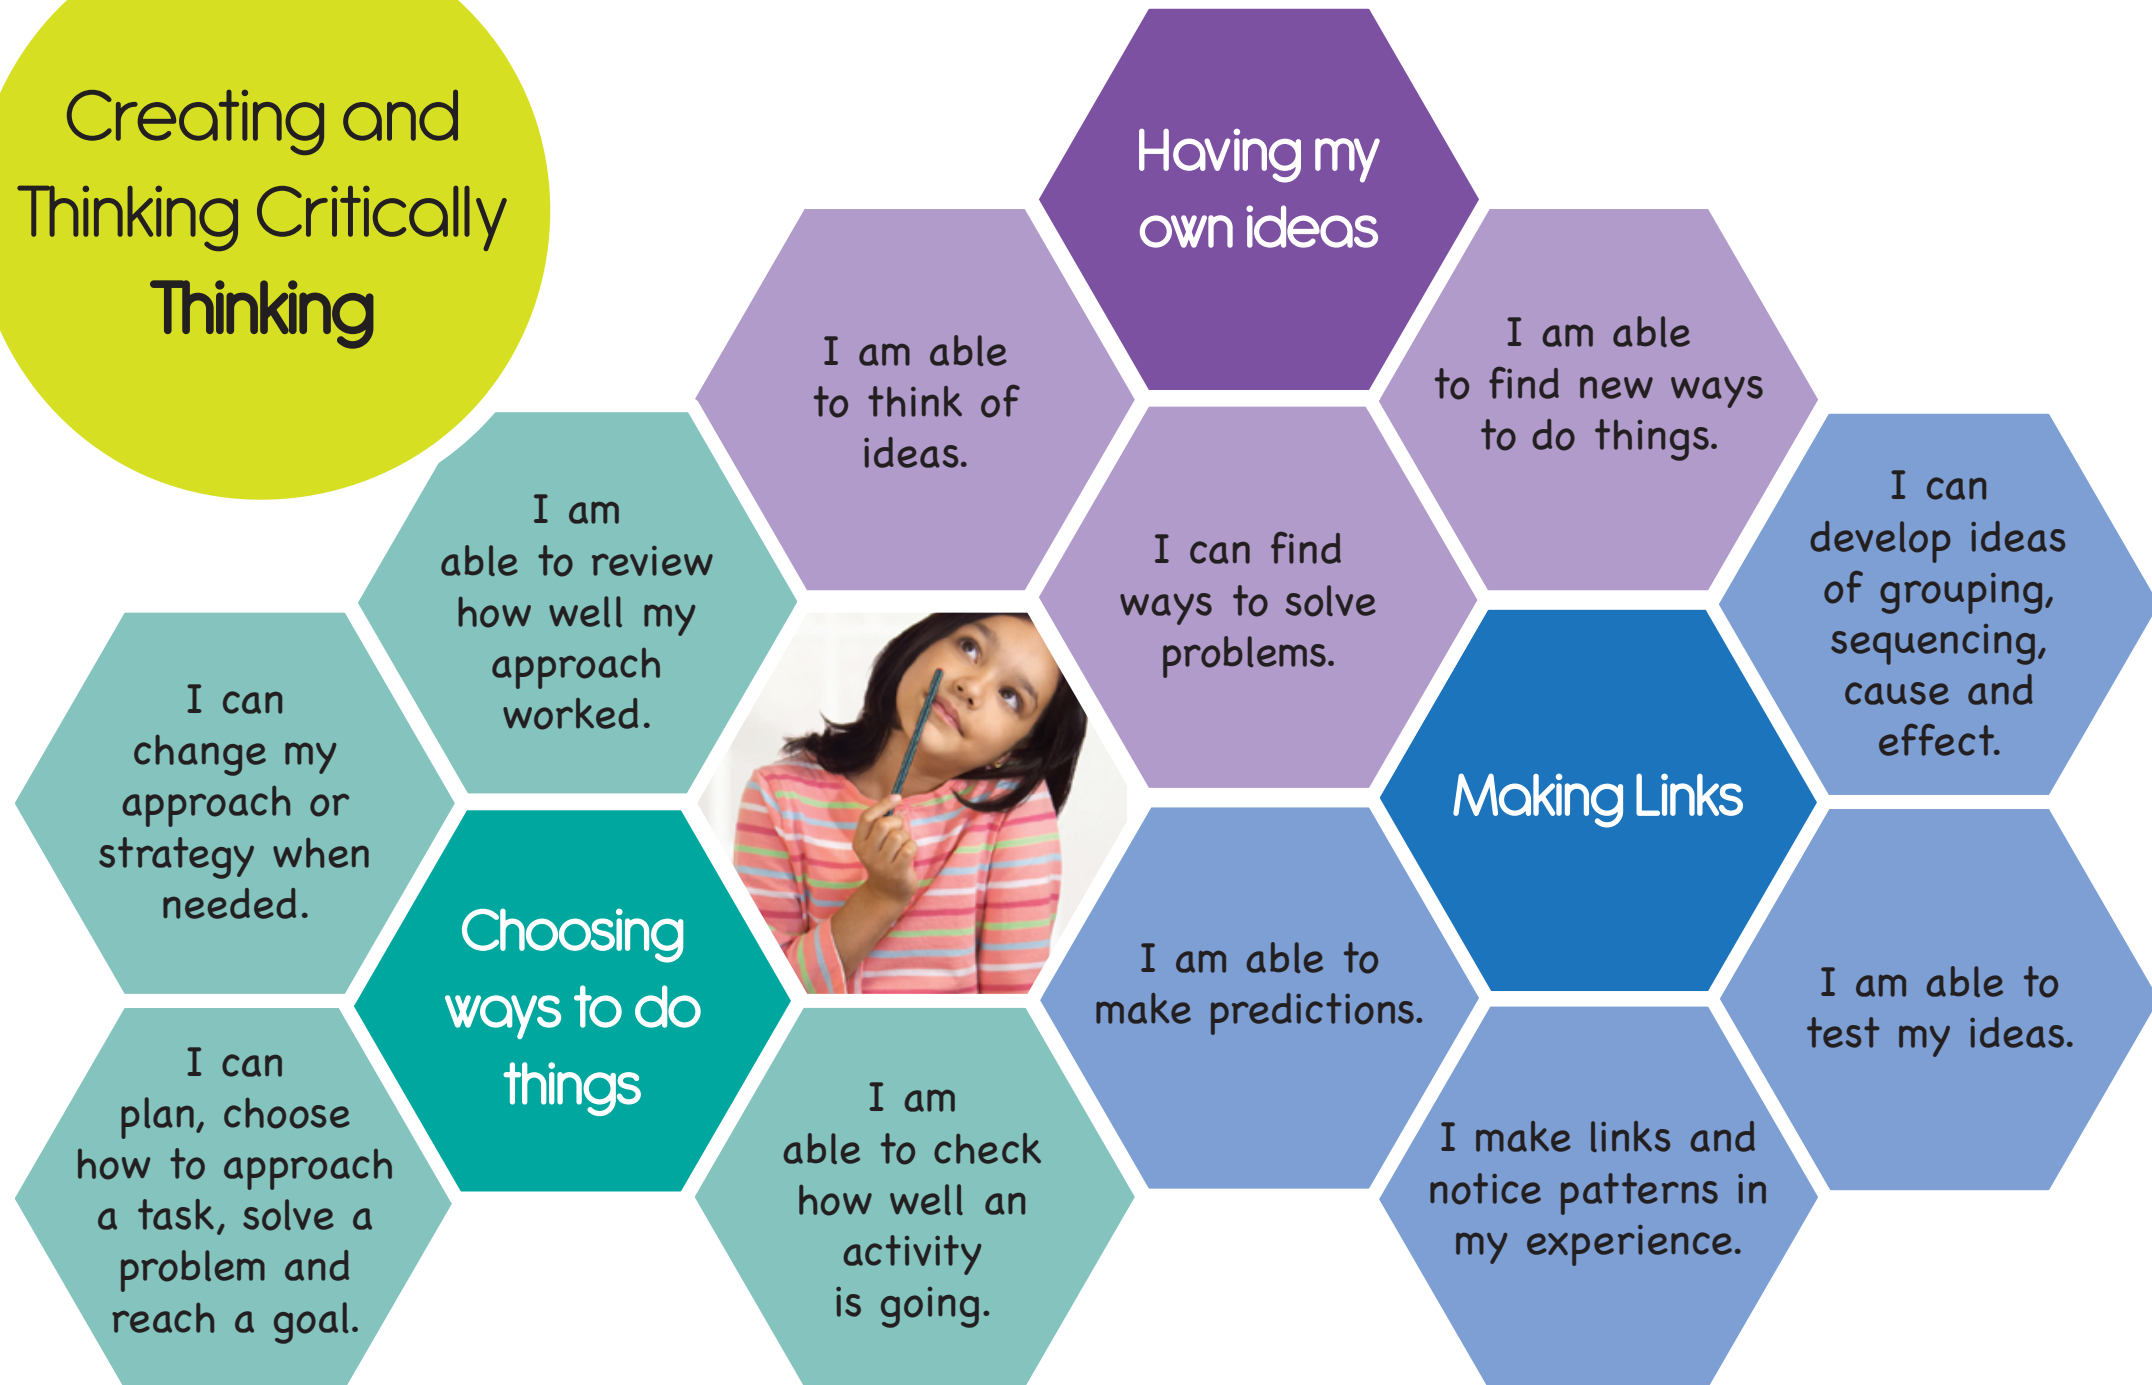 Creating and
Thinking Critically
Thinking
Having my
own ideas
I am able
to think of
ideas.
I am able
to find new ways
to do things.
I can find
ways to solve
problems.
I am
able to review
how well my
approach
worked.
I can
change my
approach or
strategy when
needed.
Choosing
ways to do
things
I can
plan, choose
how to approach
a task, solve a
problem and
reach a goal.
I am
able to check
how well an
activity
is going.
I can
develop ideas
of grouping,
sequencing,
cause and
effect.
Making Links
I am able to
make predictions.
I am able to
test my ideas.
I make links and
notice patterns in
my experience.